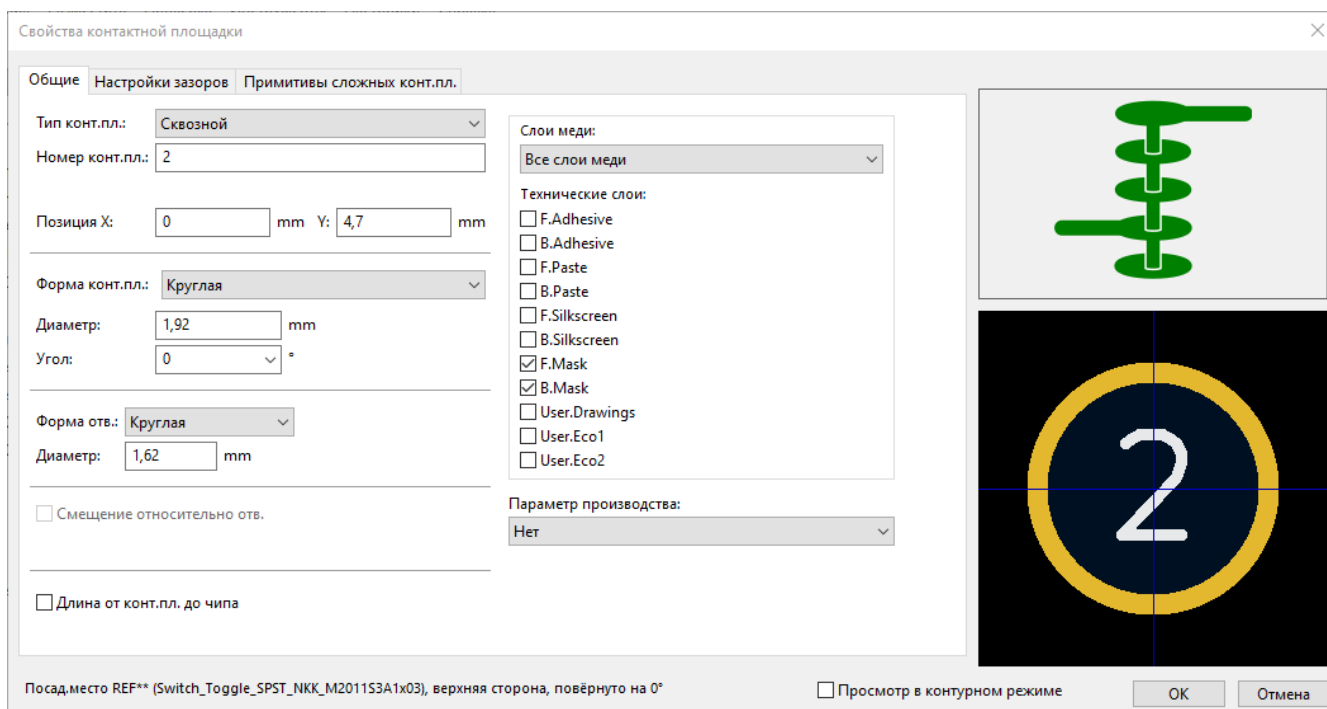 Свойства контактной площадки
Общие Настройки зазоров Примитивы сложных конт.пл.
Тип конт.пл.: Сквозной
Номер конт.пл.: 2
Позиция X: 0 mm Y: 4,7 mm
Форма конт.пл.: Круглая
Диаметр: 1,92 mm
Угол: 0 °
Форма отв.: Круглая
Диаметр: 1,62 mm
Смещение относительно отв.
Длина от конт.пл. до чипа
Слои меди:
Все слои меди
Технические слои:
F.Adhesive
B.Adhesive
F.Paste
B.Paste
F.Silkscreen
B.Silkscreen
F.Mask
B.Mask
User.Drawings
User.Eco1
User.Eco2
Параметр производства:
Нет
2
Посад.место REF** (Switch_Toggle_SPST_NKK_M2011S3A1x03), верхняя сторона, повёрнуто на 0°
Просмотр в контурном режиме
OK Отмена